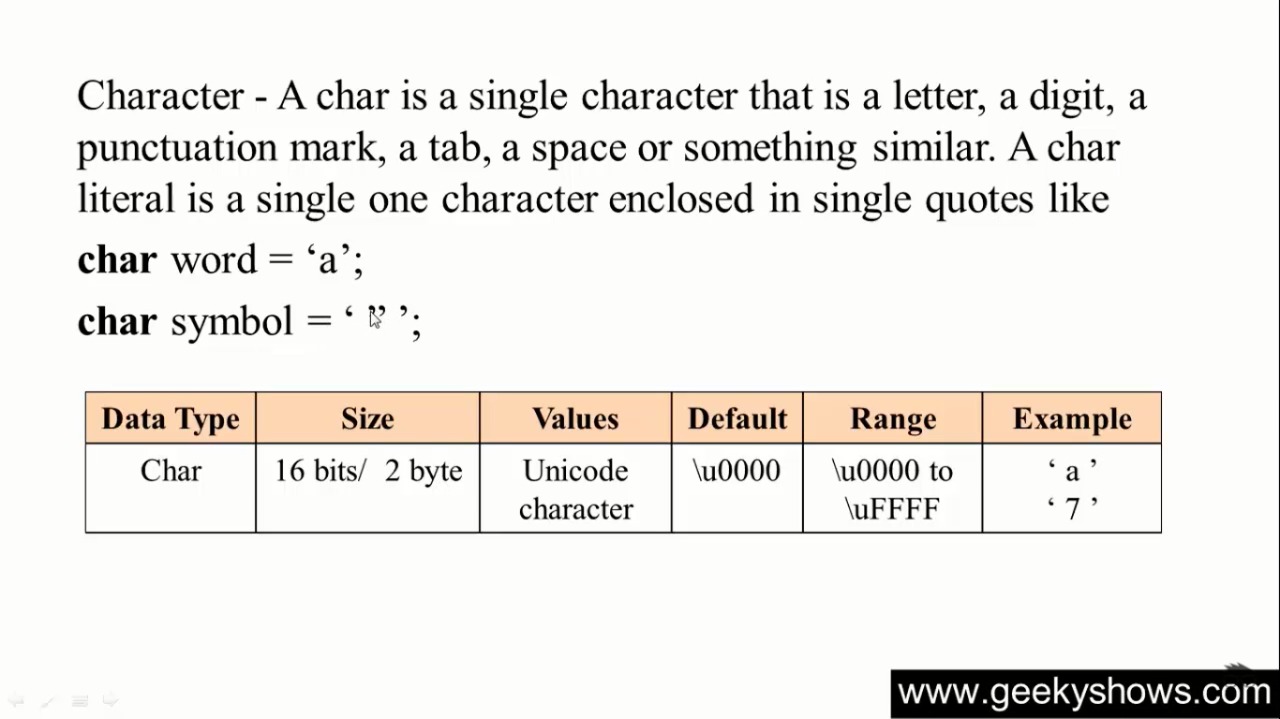 Character - A char is a single character that is a letter, a digit, a
punctuation mark, a tab, a space or something similar. A char
literal is a single one character enclosed in single quotes like
char word = ‘a’;
char symbol = ‘ ” ’;
Data Type Size Values Default Range Example
Char 16 bits/ 2 byte Unicode character \u0000 \u0000 to \uFFFF ‘ a ’ ‘ 7 ’
www.geekyshows.com